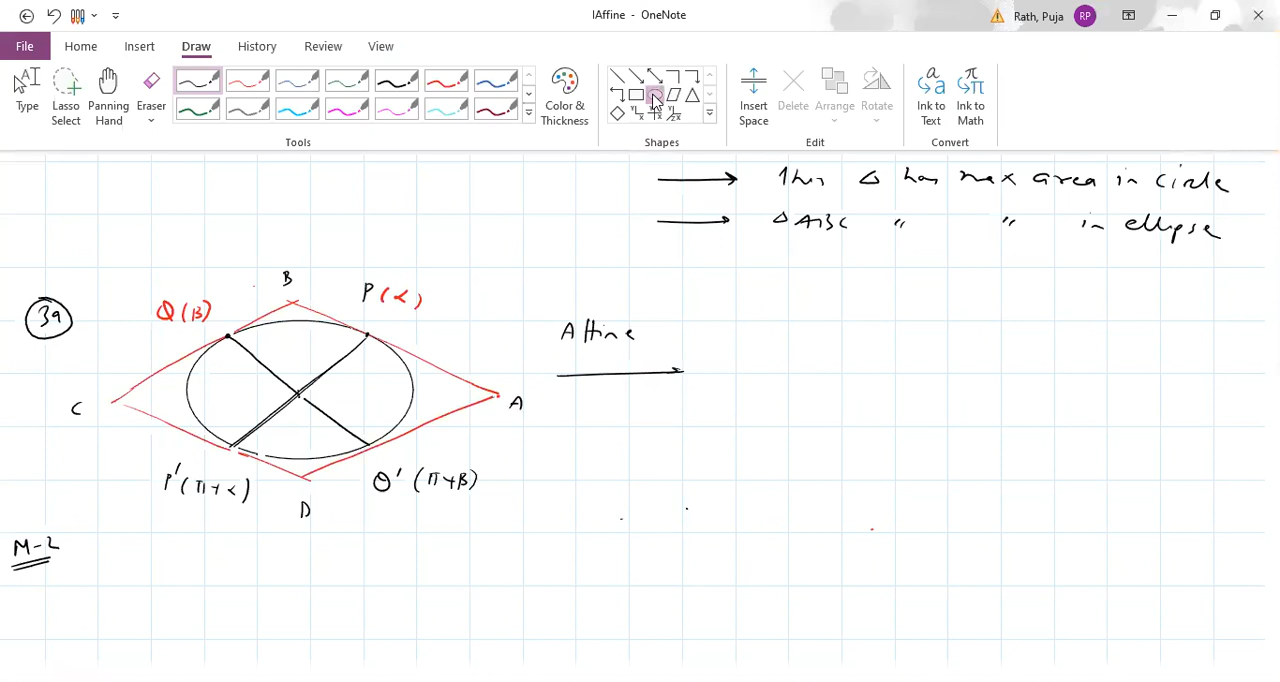 IAffine - OneNote
Rath, Puja RP
File Home Insert Draw History Review View
Type Lasso Select Panning Hand Eraser Color & Thickness Insert Space Delete Arrange Rotate Ink to Text Ink to Math
Tools Shapes Edit Convert
This Δ has max area in circle
Δ ABC " " in ellipse
39
B
Q(β) P(α)
Affine
C A
P'(π+α) Q'(π+β)
D
M-2